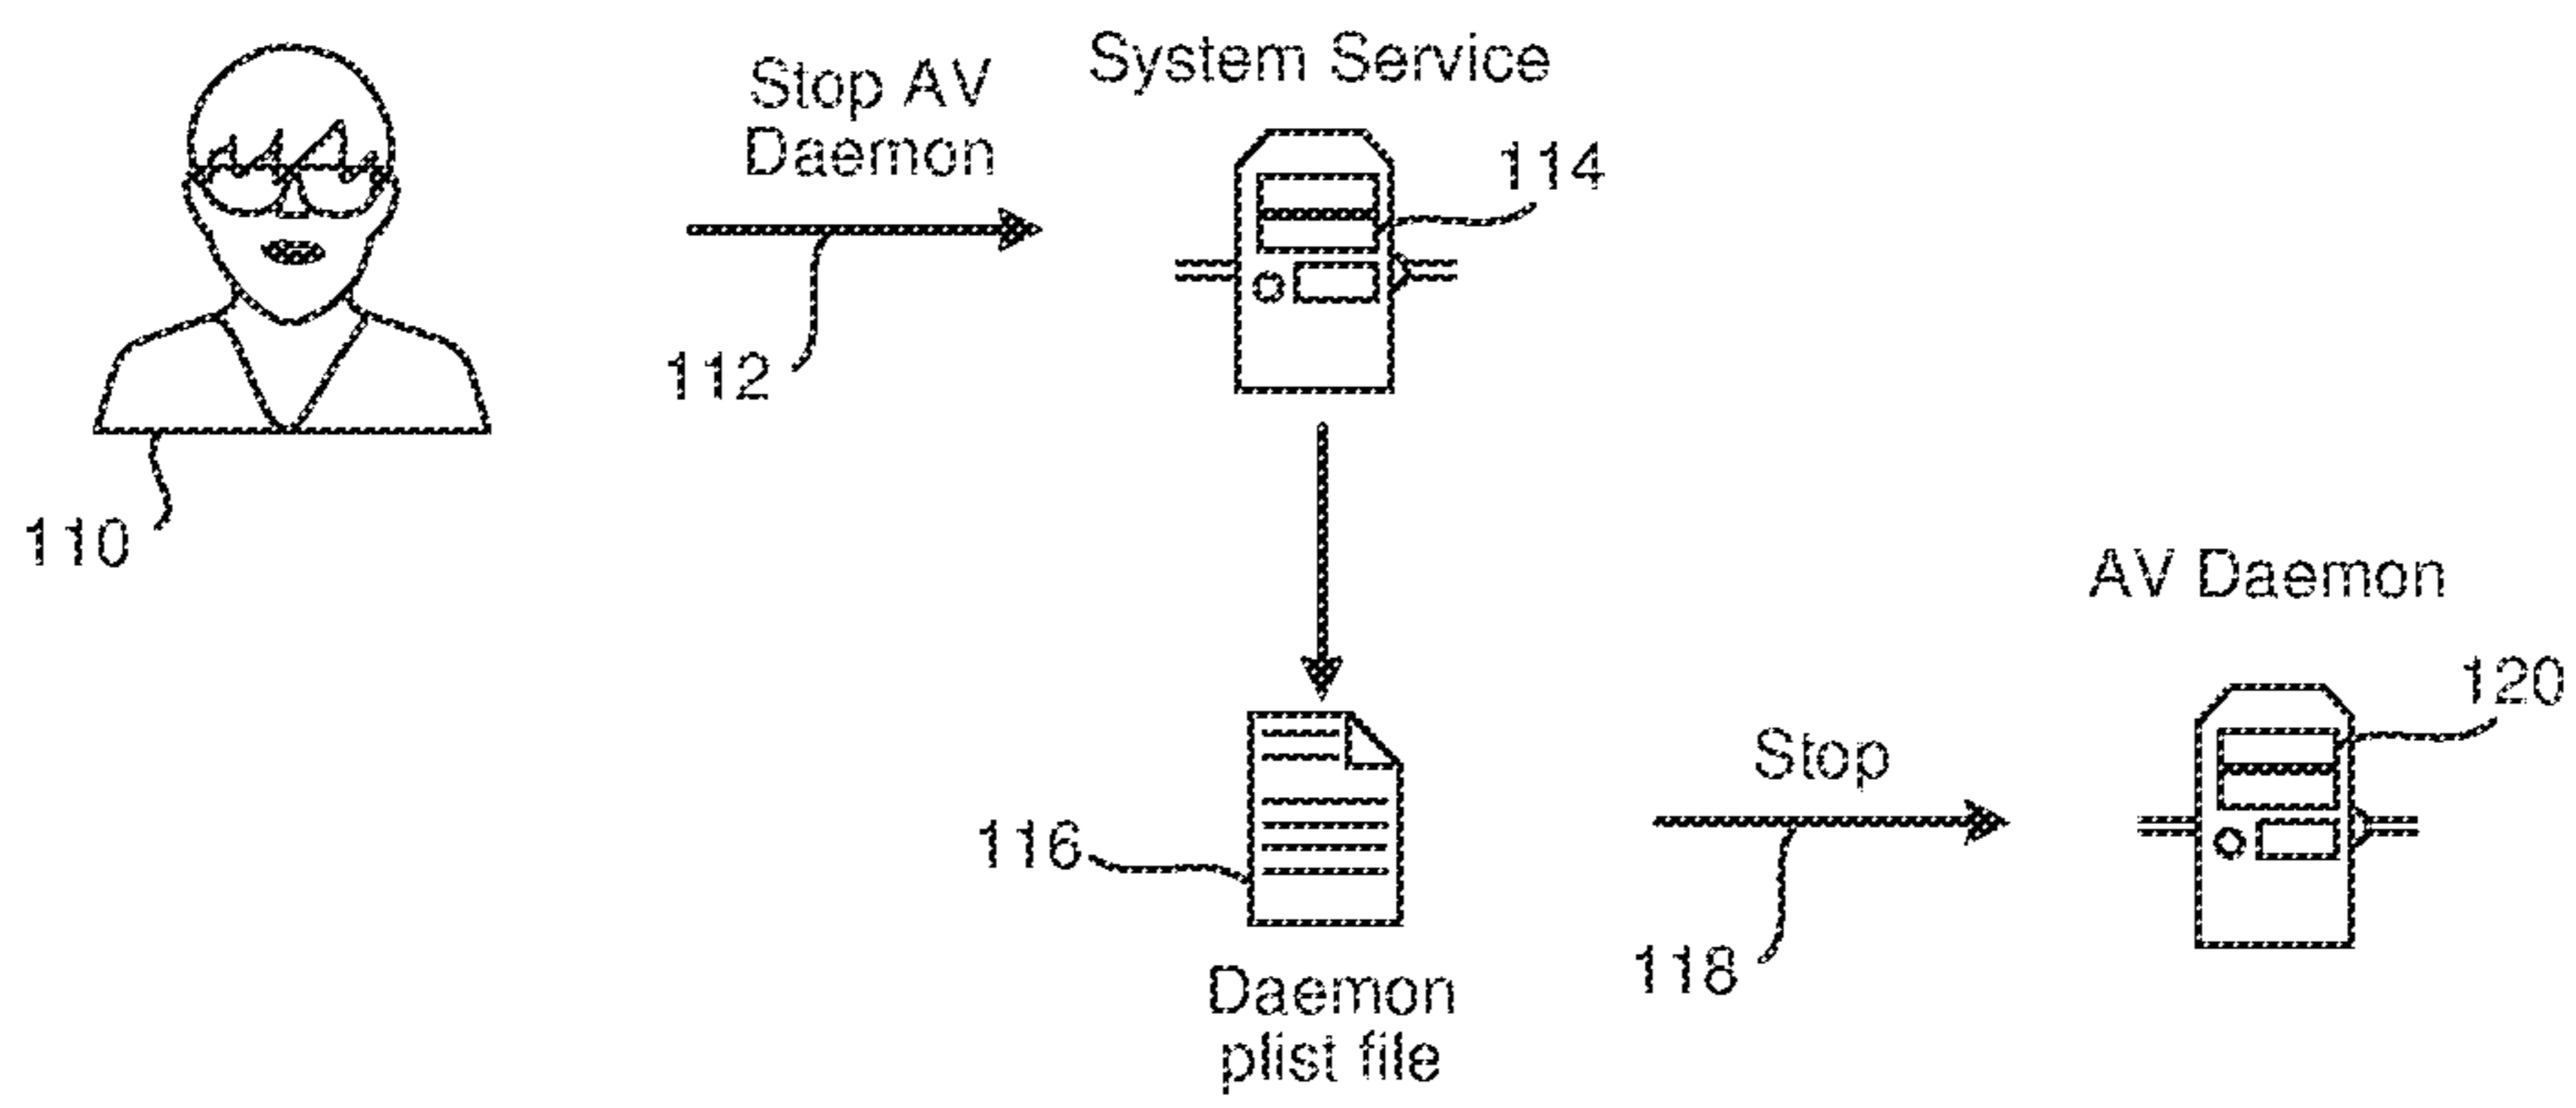 System Service
Stop AV
Daemon
114
112
110
AV Daemon
120
Stop
116
118
Daemon
plist file